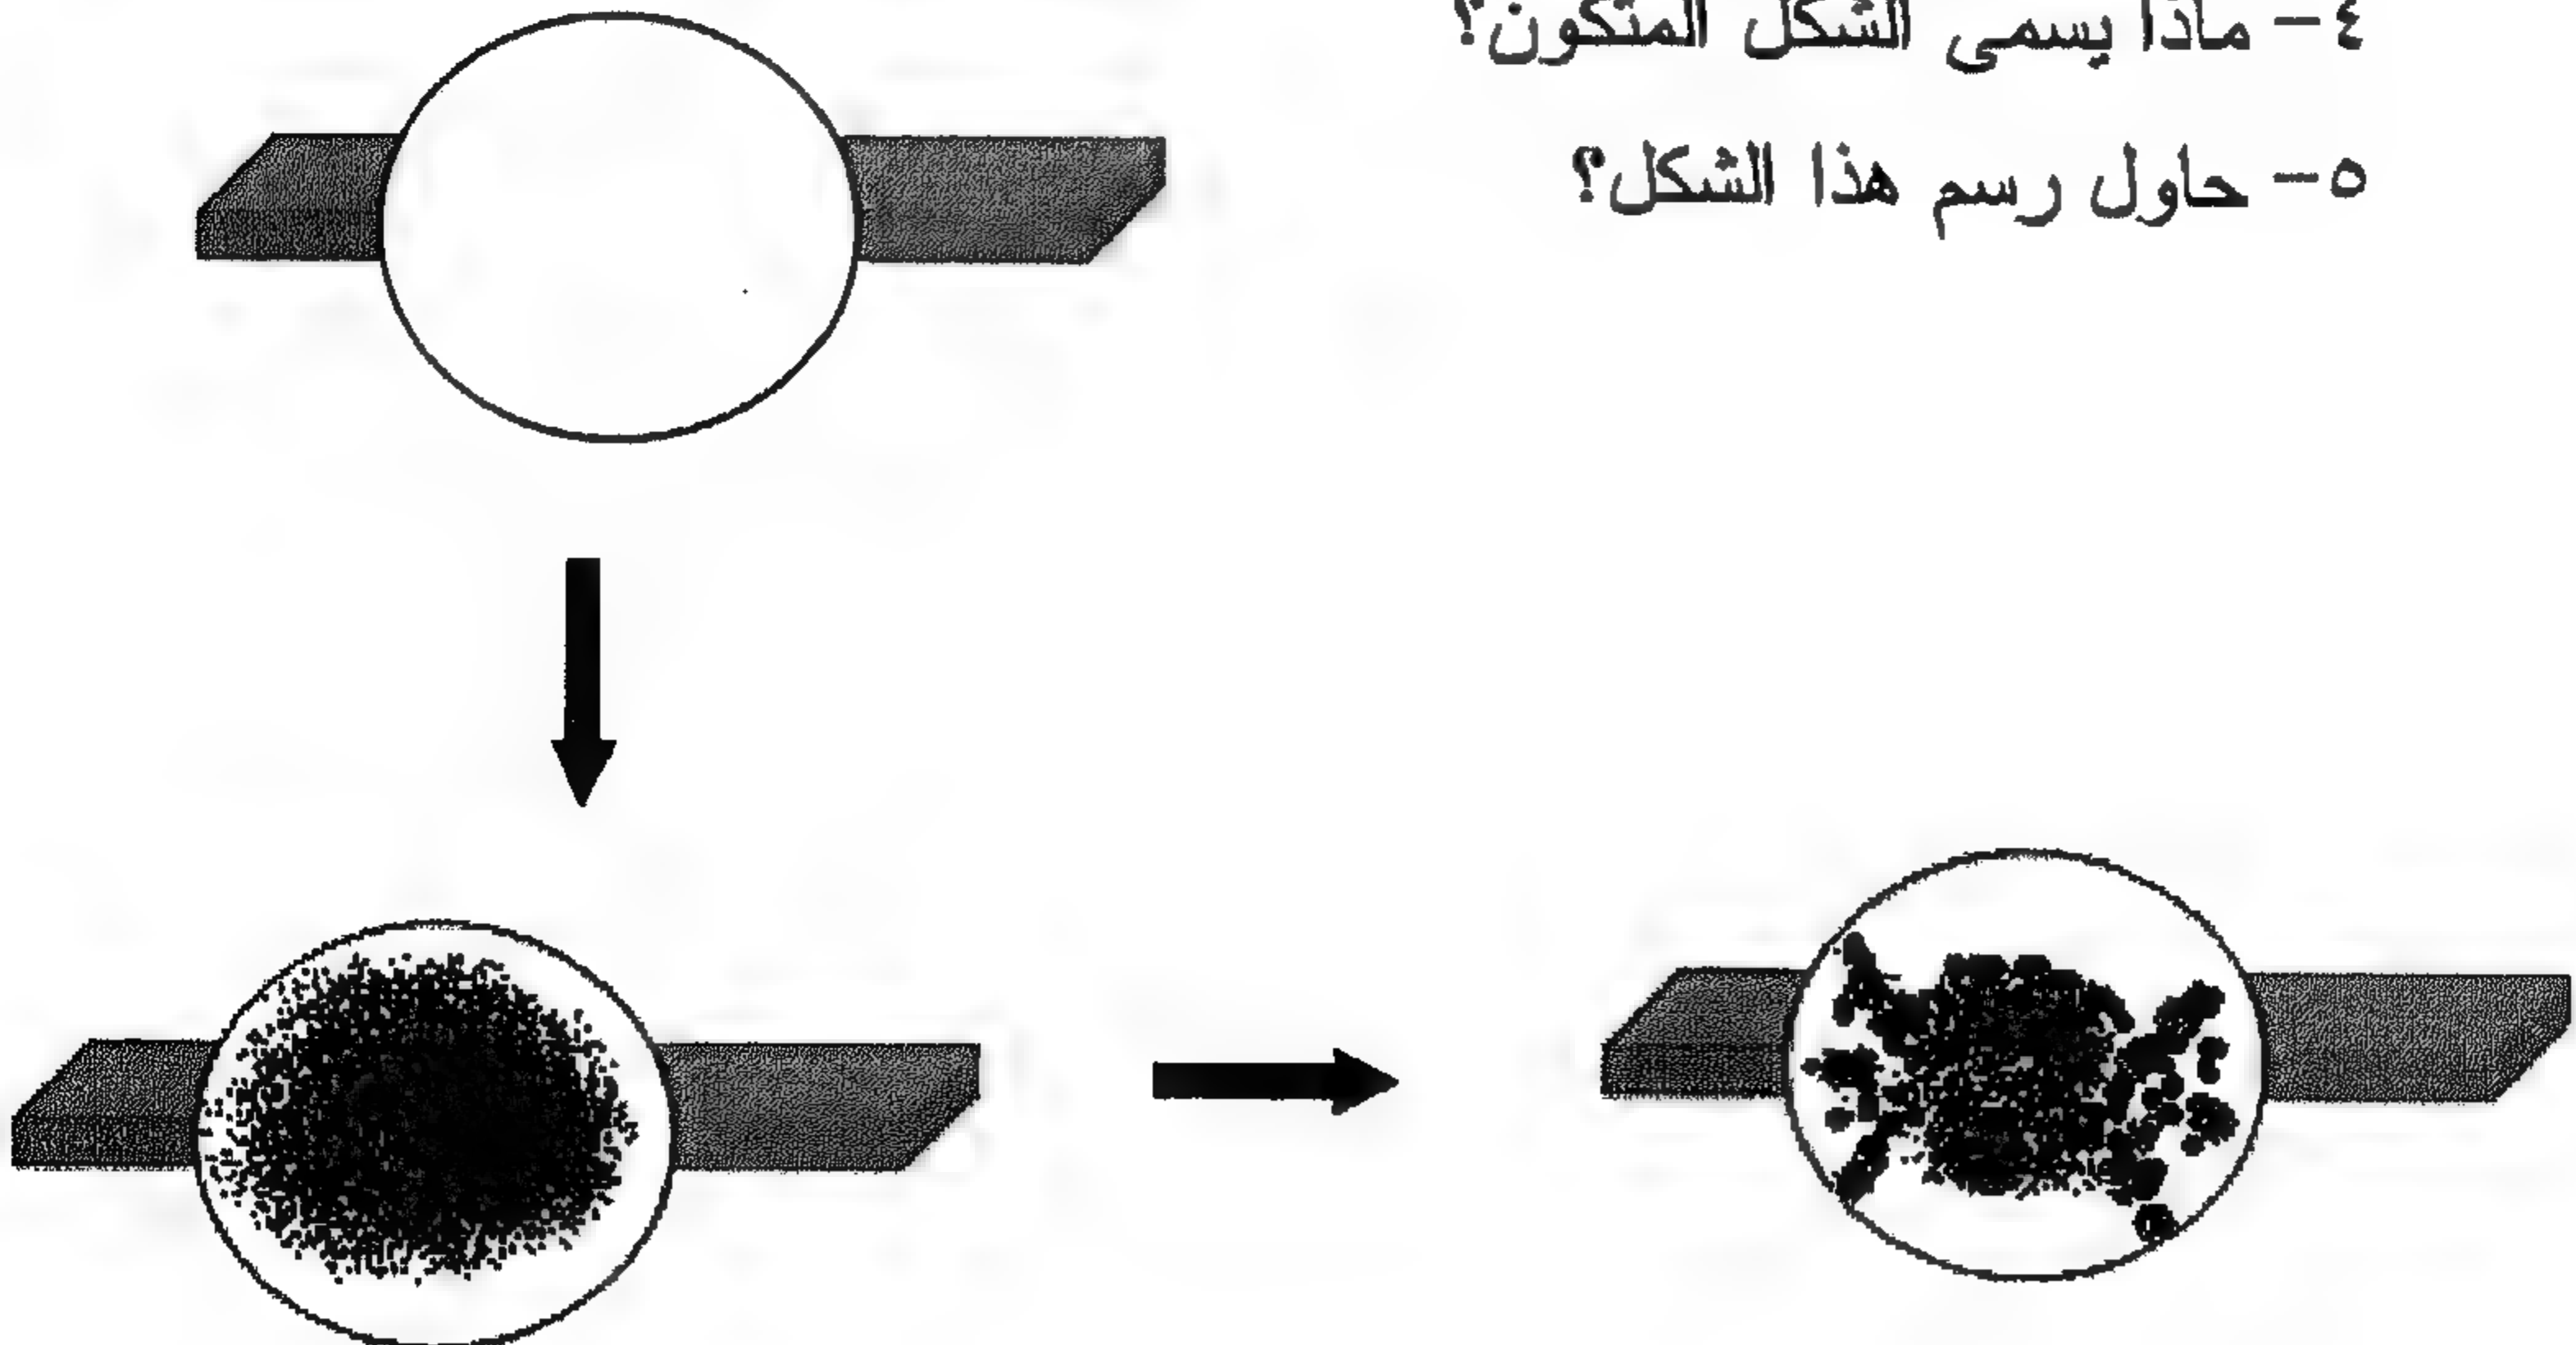 ٤- ماذا يسمى الشكل المتكون؟
٥- حاول رسم هذا الشكل؟